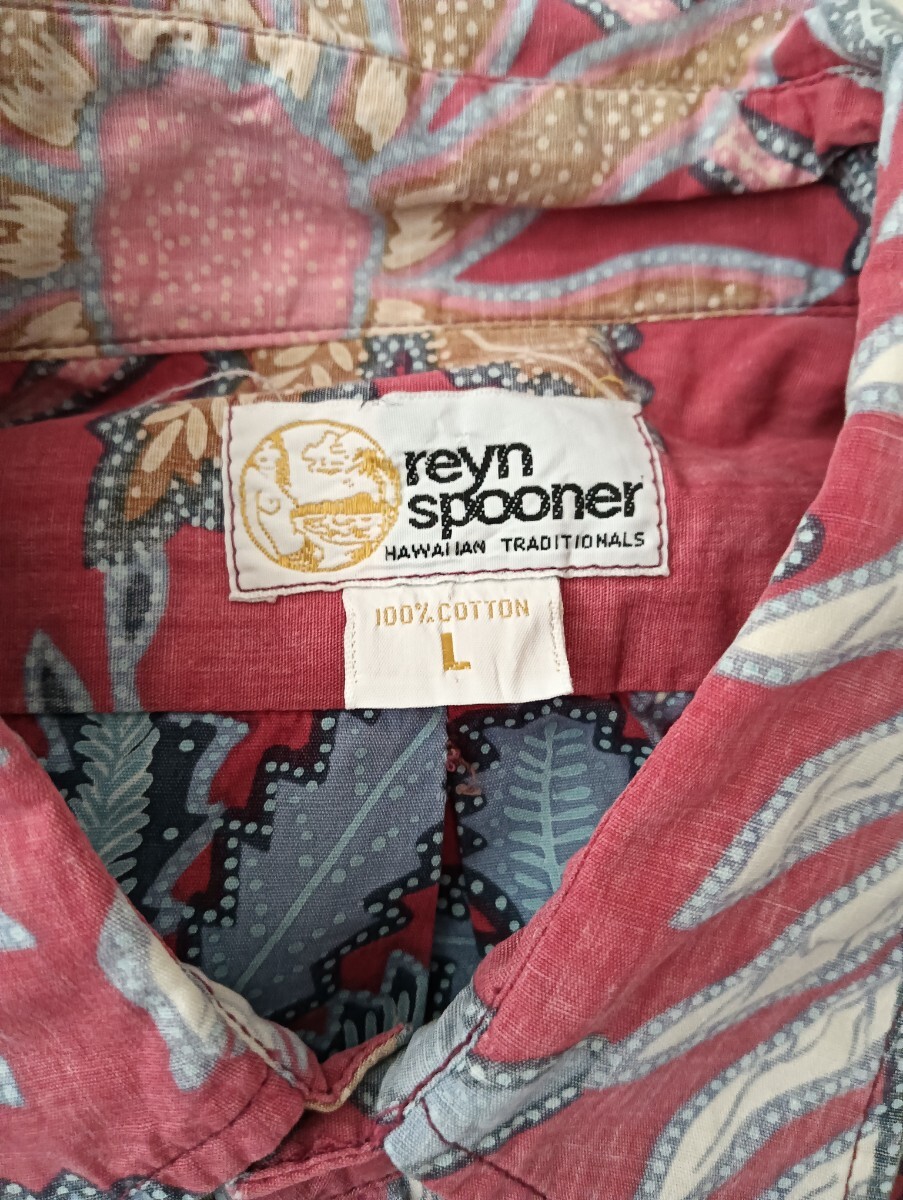 reyn
spooner
HAWAIIAN TRADITIONALS
100% COTTON
L